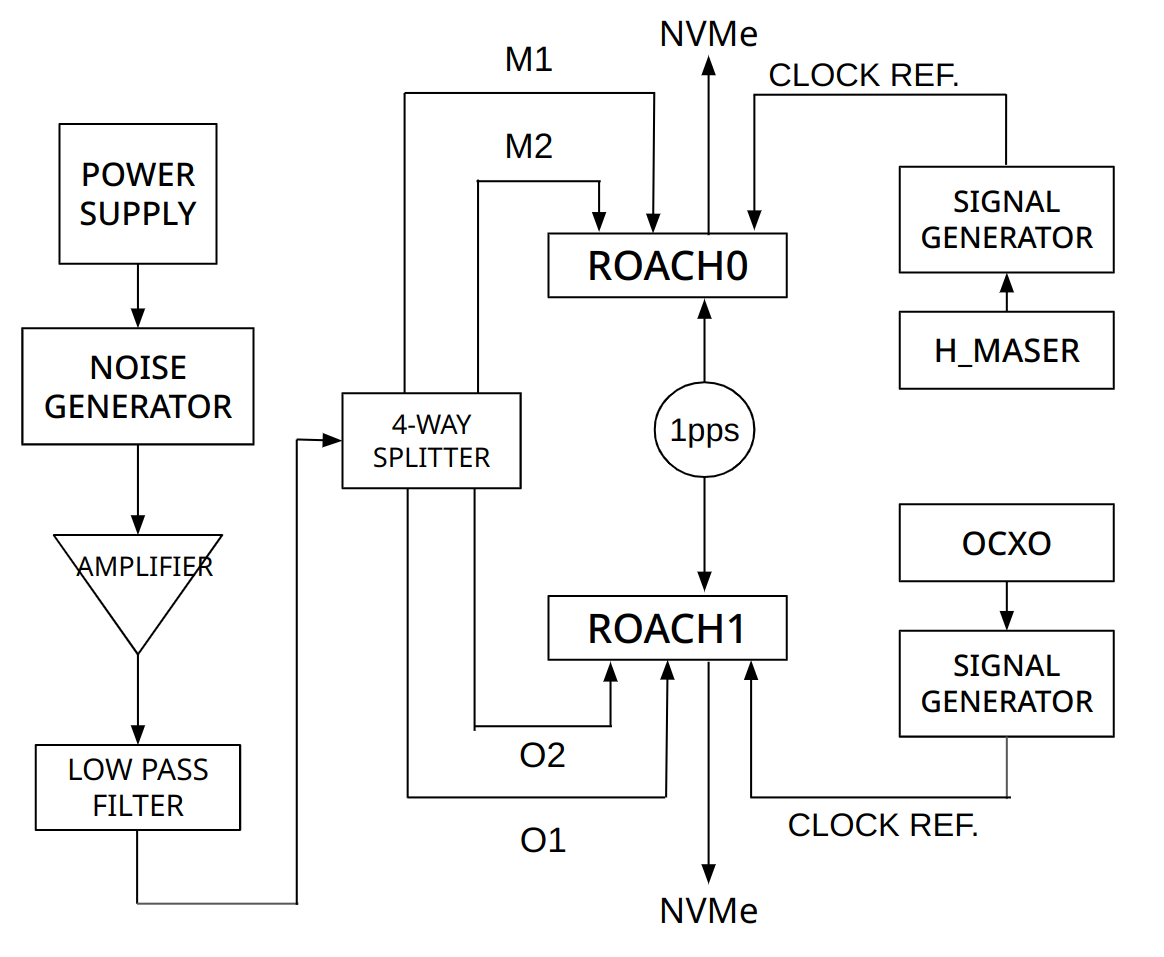 NVMe
M1
CLOCK REF.
M2
POWER
SUPPLY
SIGNAL
GENERATOR
ROACH0
H_MASER
NOISE
GENERATOR
4-WAY
SPLITTER
1pps
OCXO
AMPLIFIER
ROACH1
SIGNAL
GENERATOR
LOW PASS
FILTER
O2
CLOCK REF.
O1
NVMe